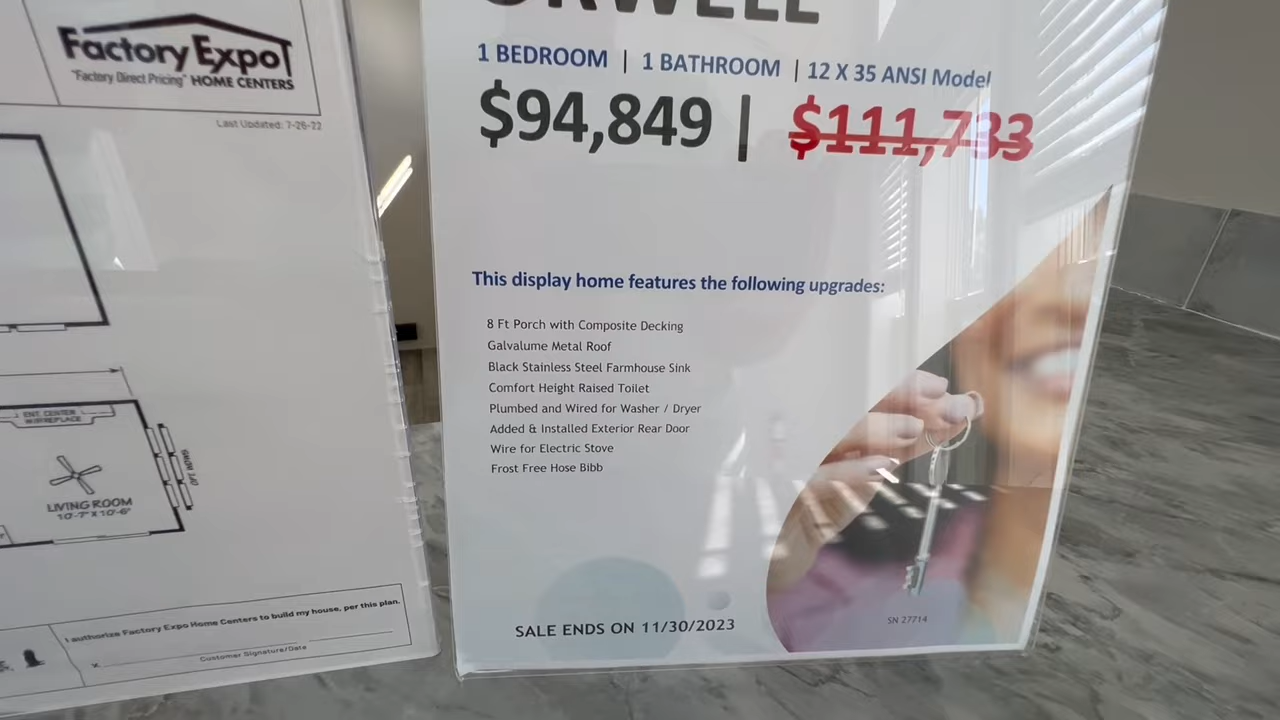 Factory Expo
"Factory Direct Pricing" HOME CENTERS
Last Updated: 7-26-22
ENT. CENTER
W/FIREPLACE
LIVING ROOM
10'-7" X 10'-6"
I authorize Factory Expo Home Centers to build my house, per this plan.
X
Customer Signature/Date
ORWELL
1 BEDROOM | 1 BATHROOM | 12 X 35 ANSI Model
$94,849 | $111,733
This display home features the following upgrades:
8 Ft Porch with Composite Decking
Galvalume Metal Roof
Black Stainless Steel Farmhouse Sink
Comfort Height Raised Toilet
Plumbed and Wired for Washer / Dryer
Added & Installed Exterior Rear Door
Wire for Electric Stove
Frost Free Hose Bibb
SALE ENDS ON 11/30/2023
SN 27714